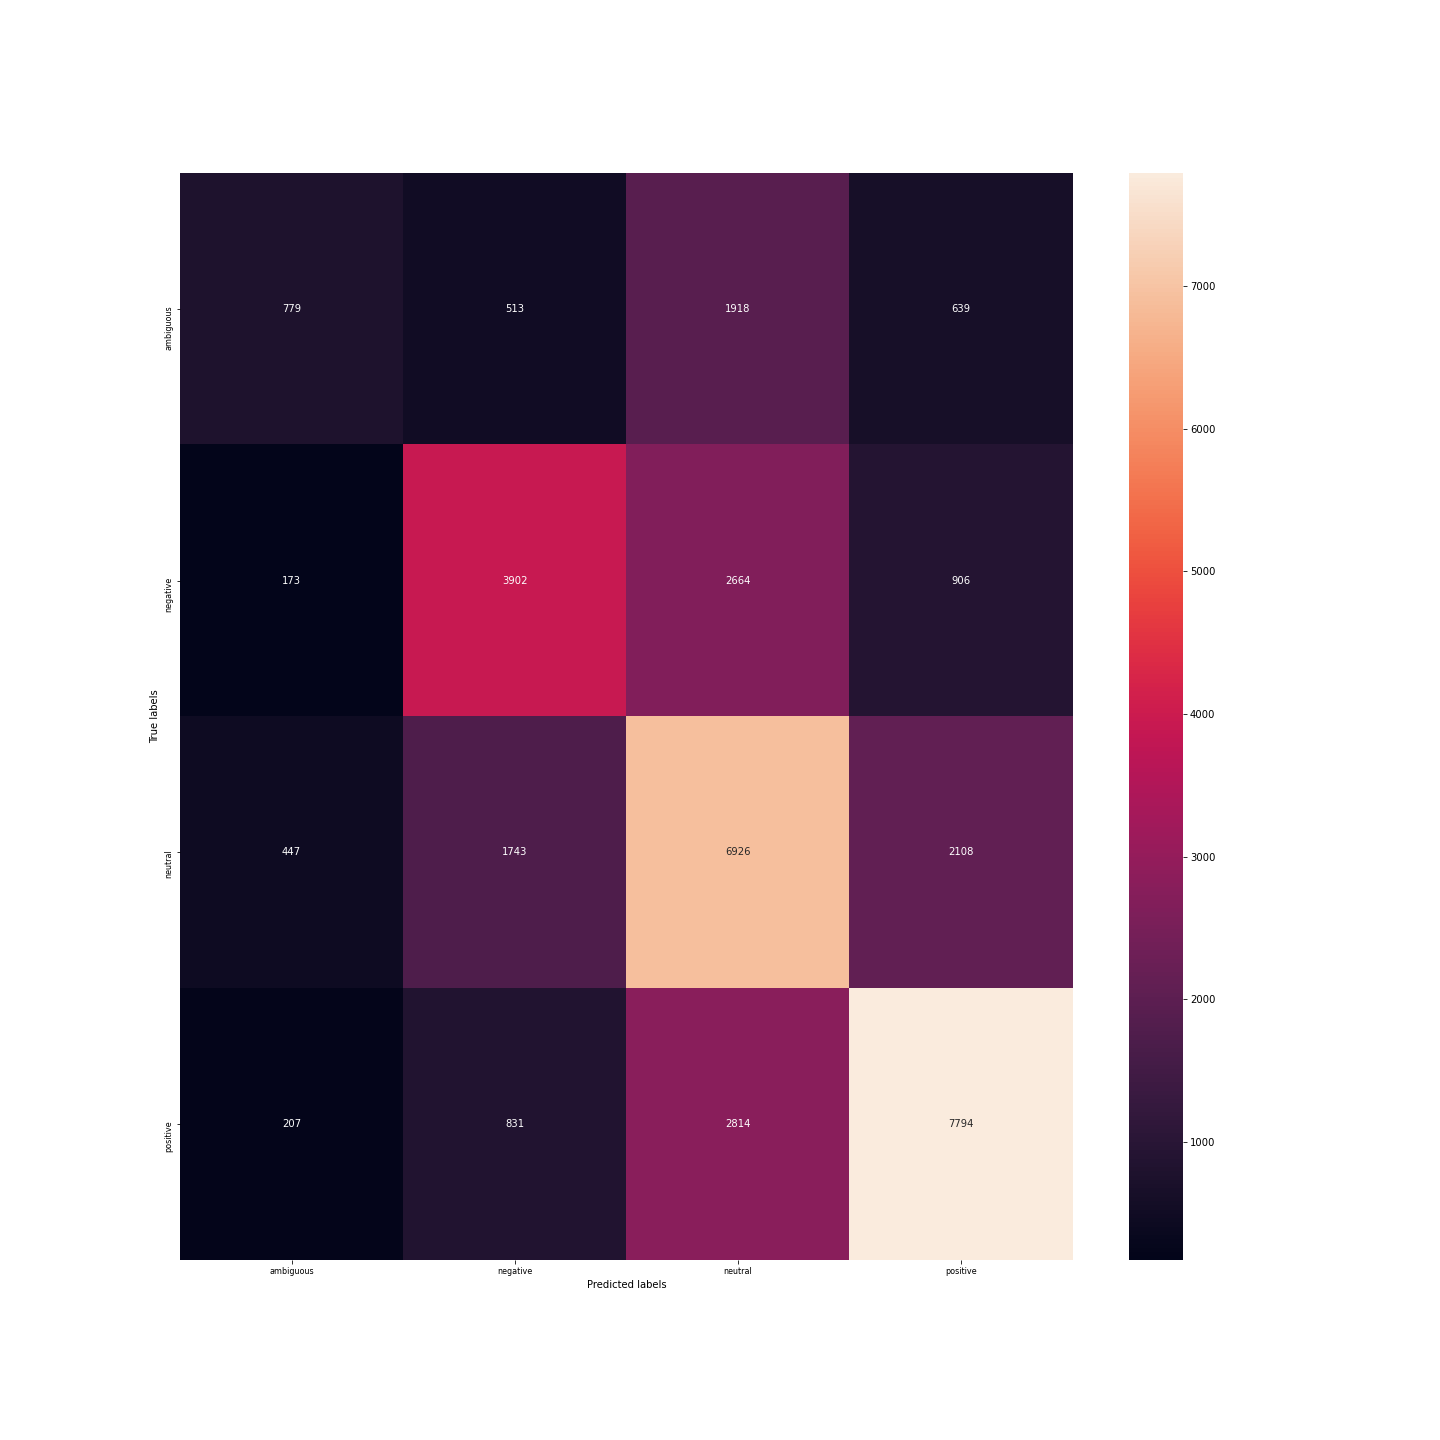 7000
779 513 1918 639
ambiguous
6000
5000
173 3902 2664 906
negative
4000
True labels
3000
447 1743 6926 2108
neutral
2000
1000
207 831 2814 7794
positive
ambiguous negative neutral positive
Predicted labels